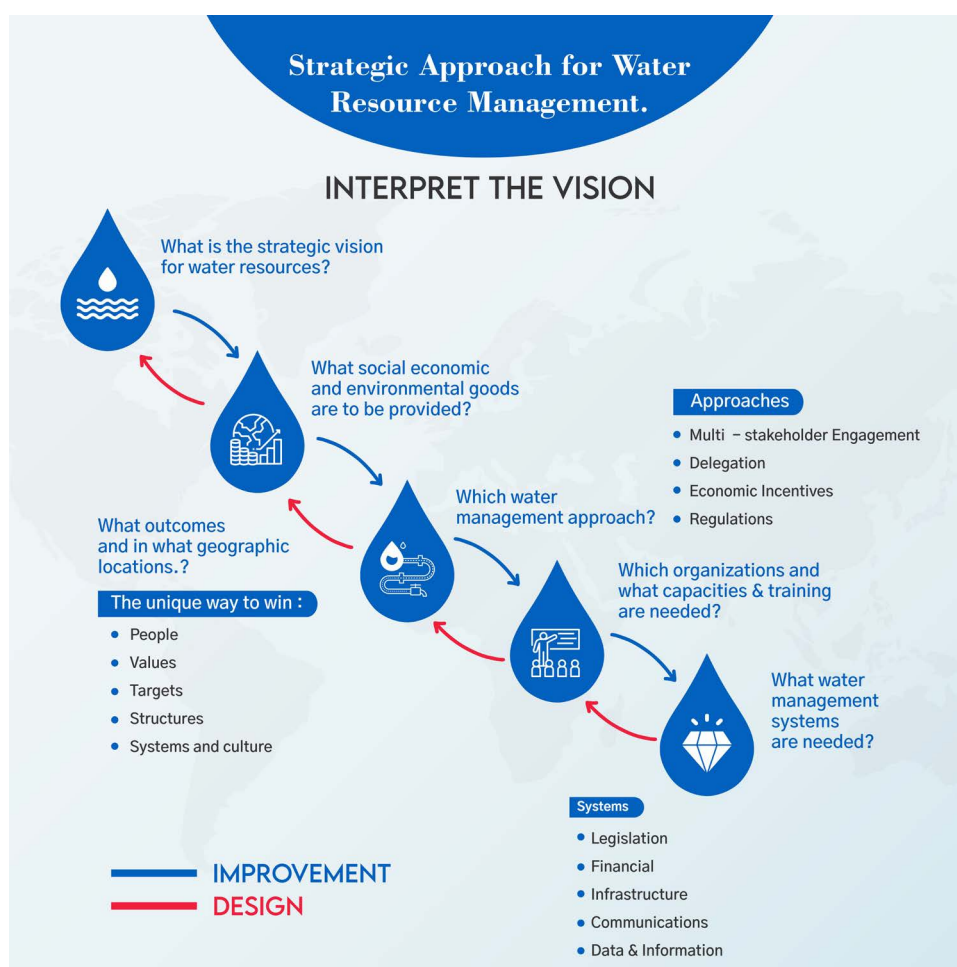 Strategic Approach for Water
Resource Management.
INTERPRET THE VISION
What is the strategic vision
for water resources?
What social economic
and environmental goods
are to be provided?
Approaches
• Multi – stakeholder Engagement
• Delegation
• Economic Incentives
• Regulations
Which water
management approach?
What outcomes
and in what geographic
locations.?
The unique way to win :
• People
• Values
• Targets
• Structures
• Systems and culture
Which organizations and
what capacities & training
are needed?
What water
management
systems
are needed?
Systems
• Legislation
• Financial
• Infrastructure
• Communications
• Data & Information
IMPROVEMENT
DESIGN